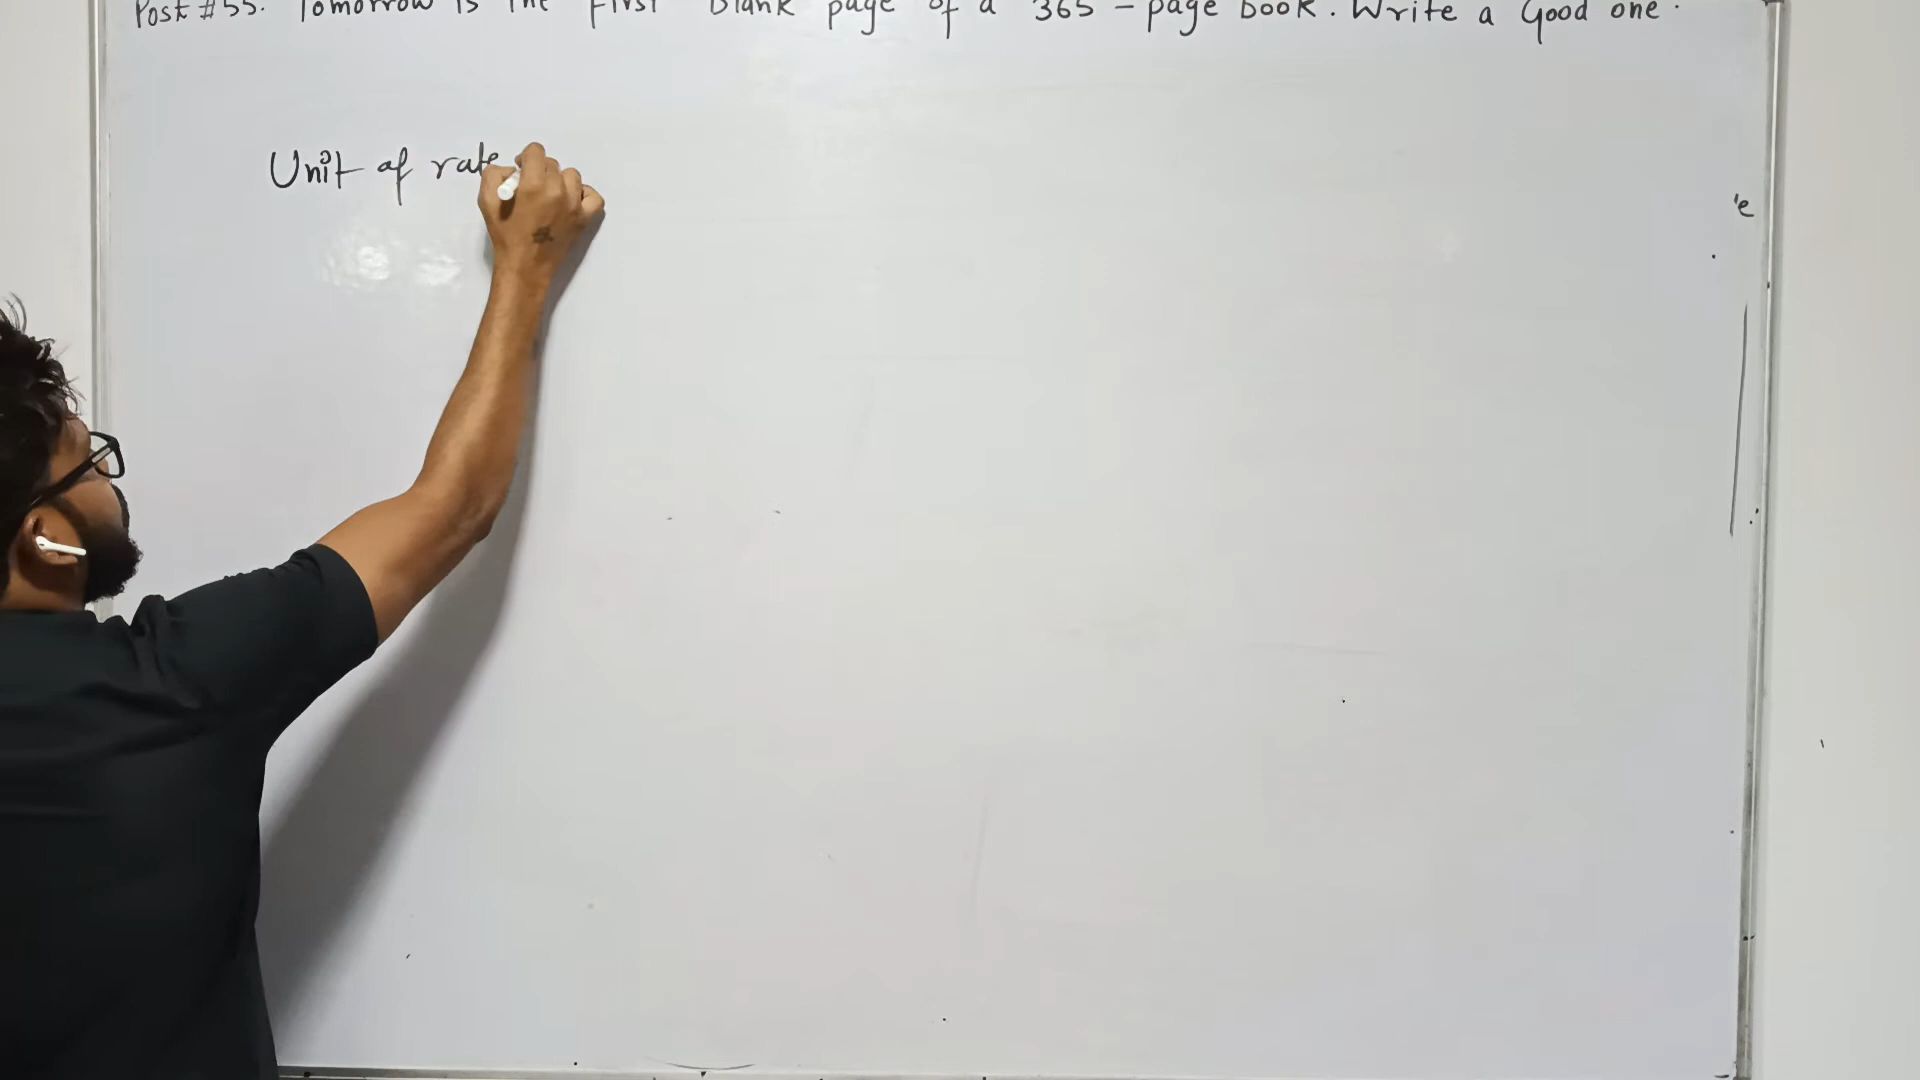 Post #55. Tomorrow is the First blank page of a 365 - page book. Write a Good one.
Unit of rate
'e